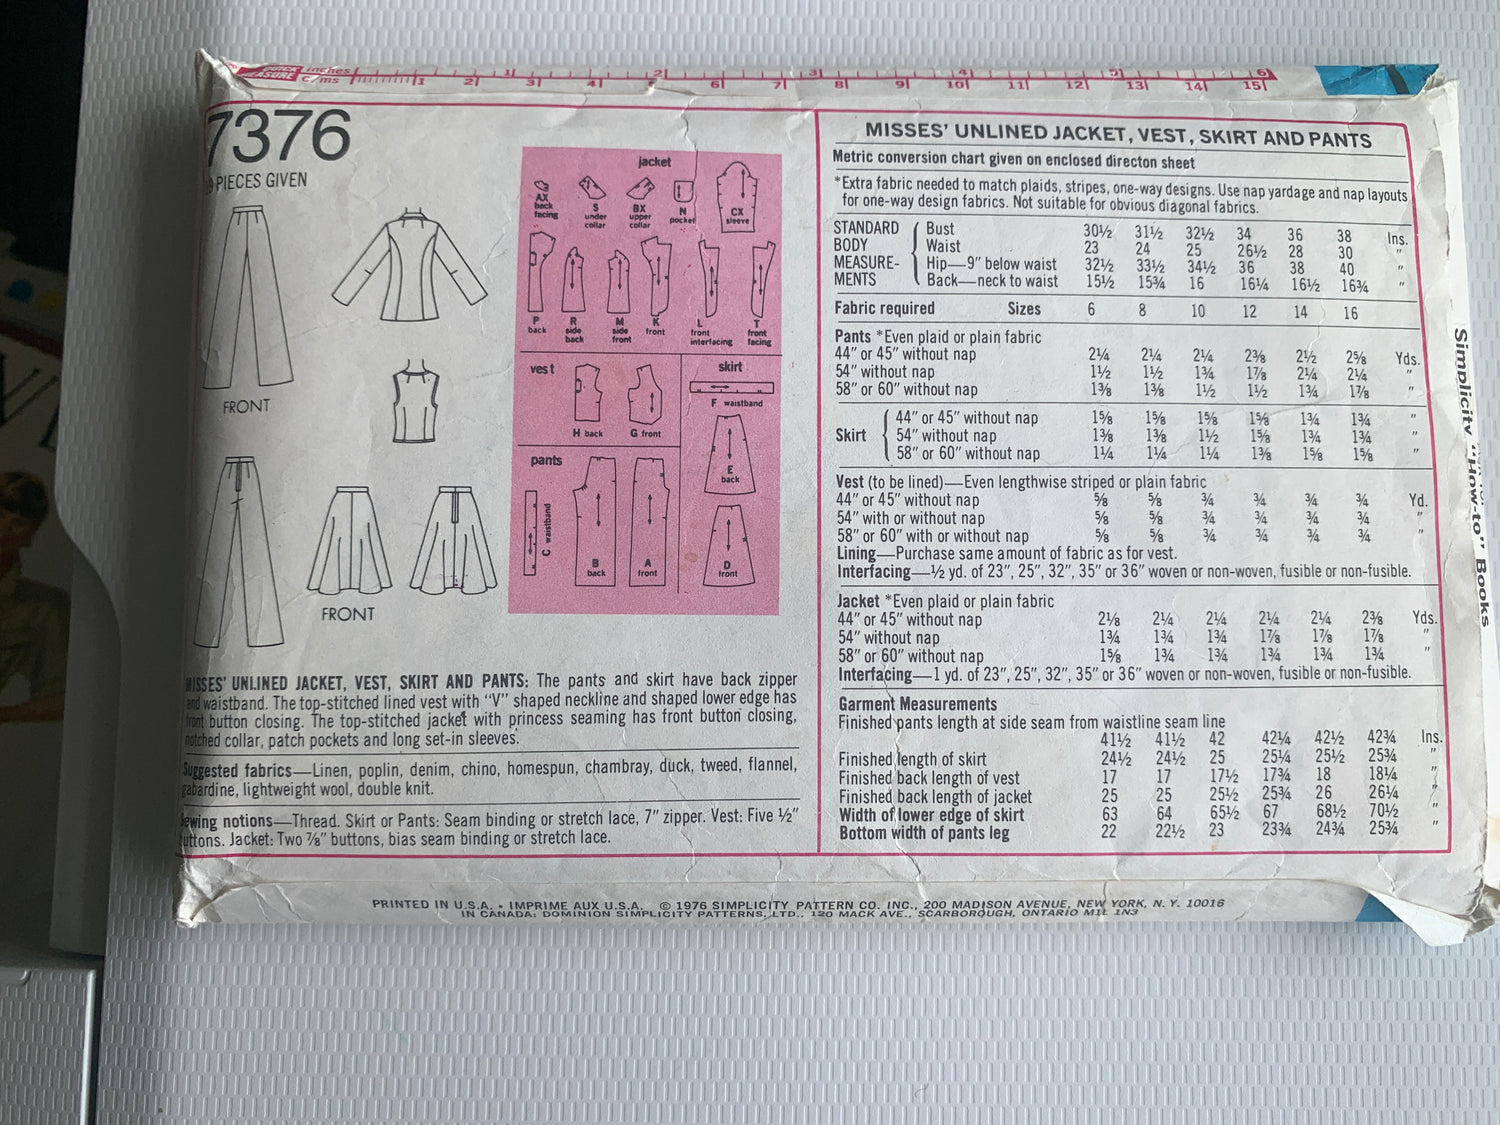 inches
MEASURE c/ms
1 2 3 4 5 6
1 2 3 4 5 6 7 8 9 10 11 12 13 14 15
7376
PIECES GIVEN
FRONT
FRONT
jacket
AX back facing
S under collar
BX upper collar
N pocket
CX sleeve
P back
R side back
M side front
K front
L front interfacing
T front facing
vest
H back
G front
skirt
F waistband
E back
D front
pants
C waistband
B back
A front
MISSES' UNLINED JACKET, VEST, SKIRT AND PANTS: The pants and skirt have back zipper
and waistband. The top-stitched lined vest with "V" shaped neckline and shaped lower edge has
front button closing. The top-stitched jacket with princess seaming has front button closing,
notched collar, patch pockets and long set-in sleeves.
Suggested fabrics—Linen, poplin, denim, chino, homespun, chambray, duck, tweed, flannel,
gabardine, lightweight wool, double knit.
Sewing notions—Thread. Skirt or Pants: Seam binding or stretch lace, 7" zipper. Vest: Five ½"
buttons. Jacket: Two ⅞" buttons, bias seam binding or stretch lace.
MISSES' UNLINED JACKET, VEST, SKIRT AND PANTS
Metric conversion chart given on enclosed directon sheet
*Extra fabric needed to match plaids, stripes, one-way designs. Use nap yardage and nap layouts
for one-way design fabrics. Not suitable for obvious diagonal fabrics.
STANDARD BODY MEASURE-MENTS
Bust 30½ 31½ 32½ 34 36 38 Ins.
Waist 23 24 25 26½ 28 30 "
Hip—9" below waist 32½ 33½ 34½ 36 38 40 "
Back—neck to waist 15½ 15¾ 16 16¼ 16½ 16¾ "
Fabric required Sizes 6 8 10 12 14 16
Pants *Even plaid or plain fabric
44" or 45" without nap 2¼ 2¼ 2¼ 2⅜ 2½ 2⅝ Yds.
54" without nap 1½ 1½ 1¾ 1⅞ 2¼ 2¼ "
58" or 60" without nap 1⅜ 1⅜ 1½ 1½ 1¾ 1⅞ "
Skirt
44" or 45" without nap 1⅝ 1⅝ 1⅝ 1⅝ 1¾ 1¾ "
54" without nap 1⅜ 1⅜ 1½ 1⅝ 1¾ 1¾ "
58" or 60" without nap 1¼ 1¼ 1¼ 1⅜ 1⅝ 1⅝ "
Vest (to be lined)—Even lengthwise striped or plain fabric
44" or 45" without nap ⅝ ⅝ ¾ ¾ ¾ ¾ Yd.
54" with or without nap ⅝ ⅝ ¾ ¾ ¾ ¾ "
58" or 60" with or without nap ⅝ ⅝ ¾ ¾ ¾ ¾ "
Lining—Purchase same amount of fabric as for vest.
Interfacing—½ yd. of 23", 25", 32", 35" or 36" woven or non-woven, fusible or non-fusible.
Jacket *Even plaid or plain fabric
44" or 45" without nap 2⅛ 2¼ 2¼ 2¼ 2¼ 2⅜ Yds.
54" without nap 1¾ 1¾ 1¾ 1⅞ 1⅞ 1⅞ "
58" or 60" without nap 1⅝ 1¾ 1¾ 1¾ 1¾ 1¾ "
Interfacing—1 yd. of 23", 25", 32", 35" or 36" woven or non-woven, fusible or non-fusible.
Garment Measurements
Finished pants length at side seam from waistline seam line
41½ 41½ 42 42¼ 42½ 42¾ Ins.
Finished length of skirt 24½ 24½ 25 25¼ 25½ 25¾ "
Finished back length of vest 17 17 17½ 17¾ 18 18¼ "
Finished back length of jacket 25 25 25½ 25¾ 26 26¼ "
Width of lower edge of skirt 63 64 65½ 67 68½ 70½ "
Bottom width of pants leg 22 22½ 23 23¾ 24¾ 25¾ "
Simplicity "How-to" Books
PRINTED IN U.S.A. • IMPRIME AUX U.S.A. © 1976 SIMPLICITY PATTERN CO. INC., 200 MADISON AVENUE, NEW YORK, N. Y. 10016
IN CANADA: DOMINION SIMPLICITY PATTERNS, LTD., 120 MACK AVE., SCARBOROUGH, ONTARIO M1L 1N3